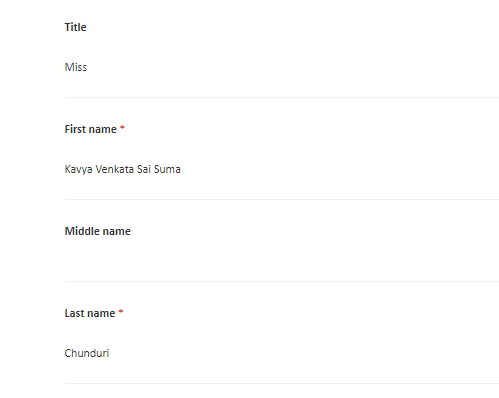 Title
Miss
First name *
Kavya Venkata Sai Suma
Middle name
Last name *
Chunduri